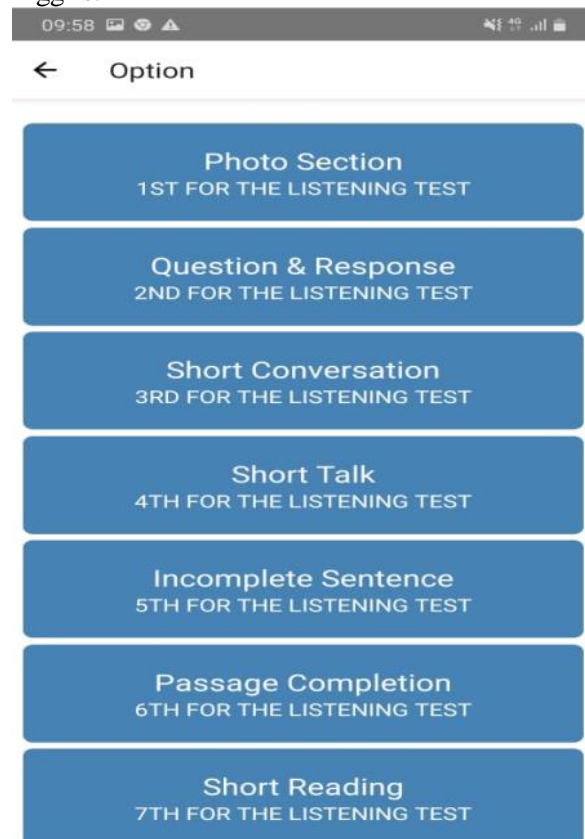 09:58
4G
Option
Photo Section
1ST FOR THE LISTENING TEST
Question & Response
2ND FOR THE LISTENING TEST
Short Conversation
3RD FOR THE LISTENING TEST
Short Talk
4TH FOR THE LISTENING TEST
Incomplete Sentence
5TH FOR THE LISTENING TEST
Passage Completion
6TH FOR THE LISTENING TEST
Short Reading
7TH FOR THE LISTENING TEST